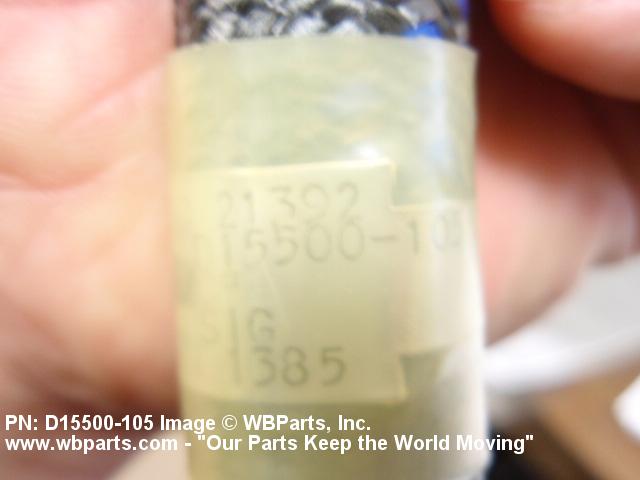 21392
15500-10
SIG
1385
PN: D15500-105 Image © WBParts, Inc.
www.wbparts.com - "Our Parts Keep the World Moving"